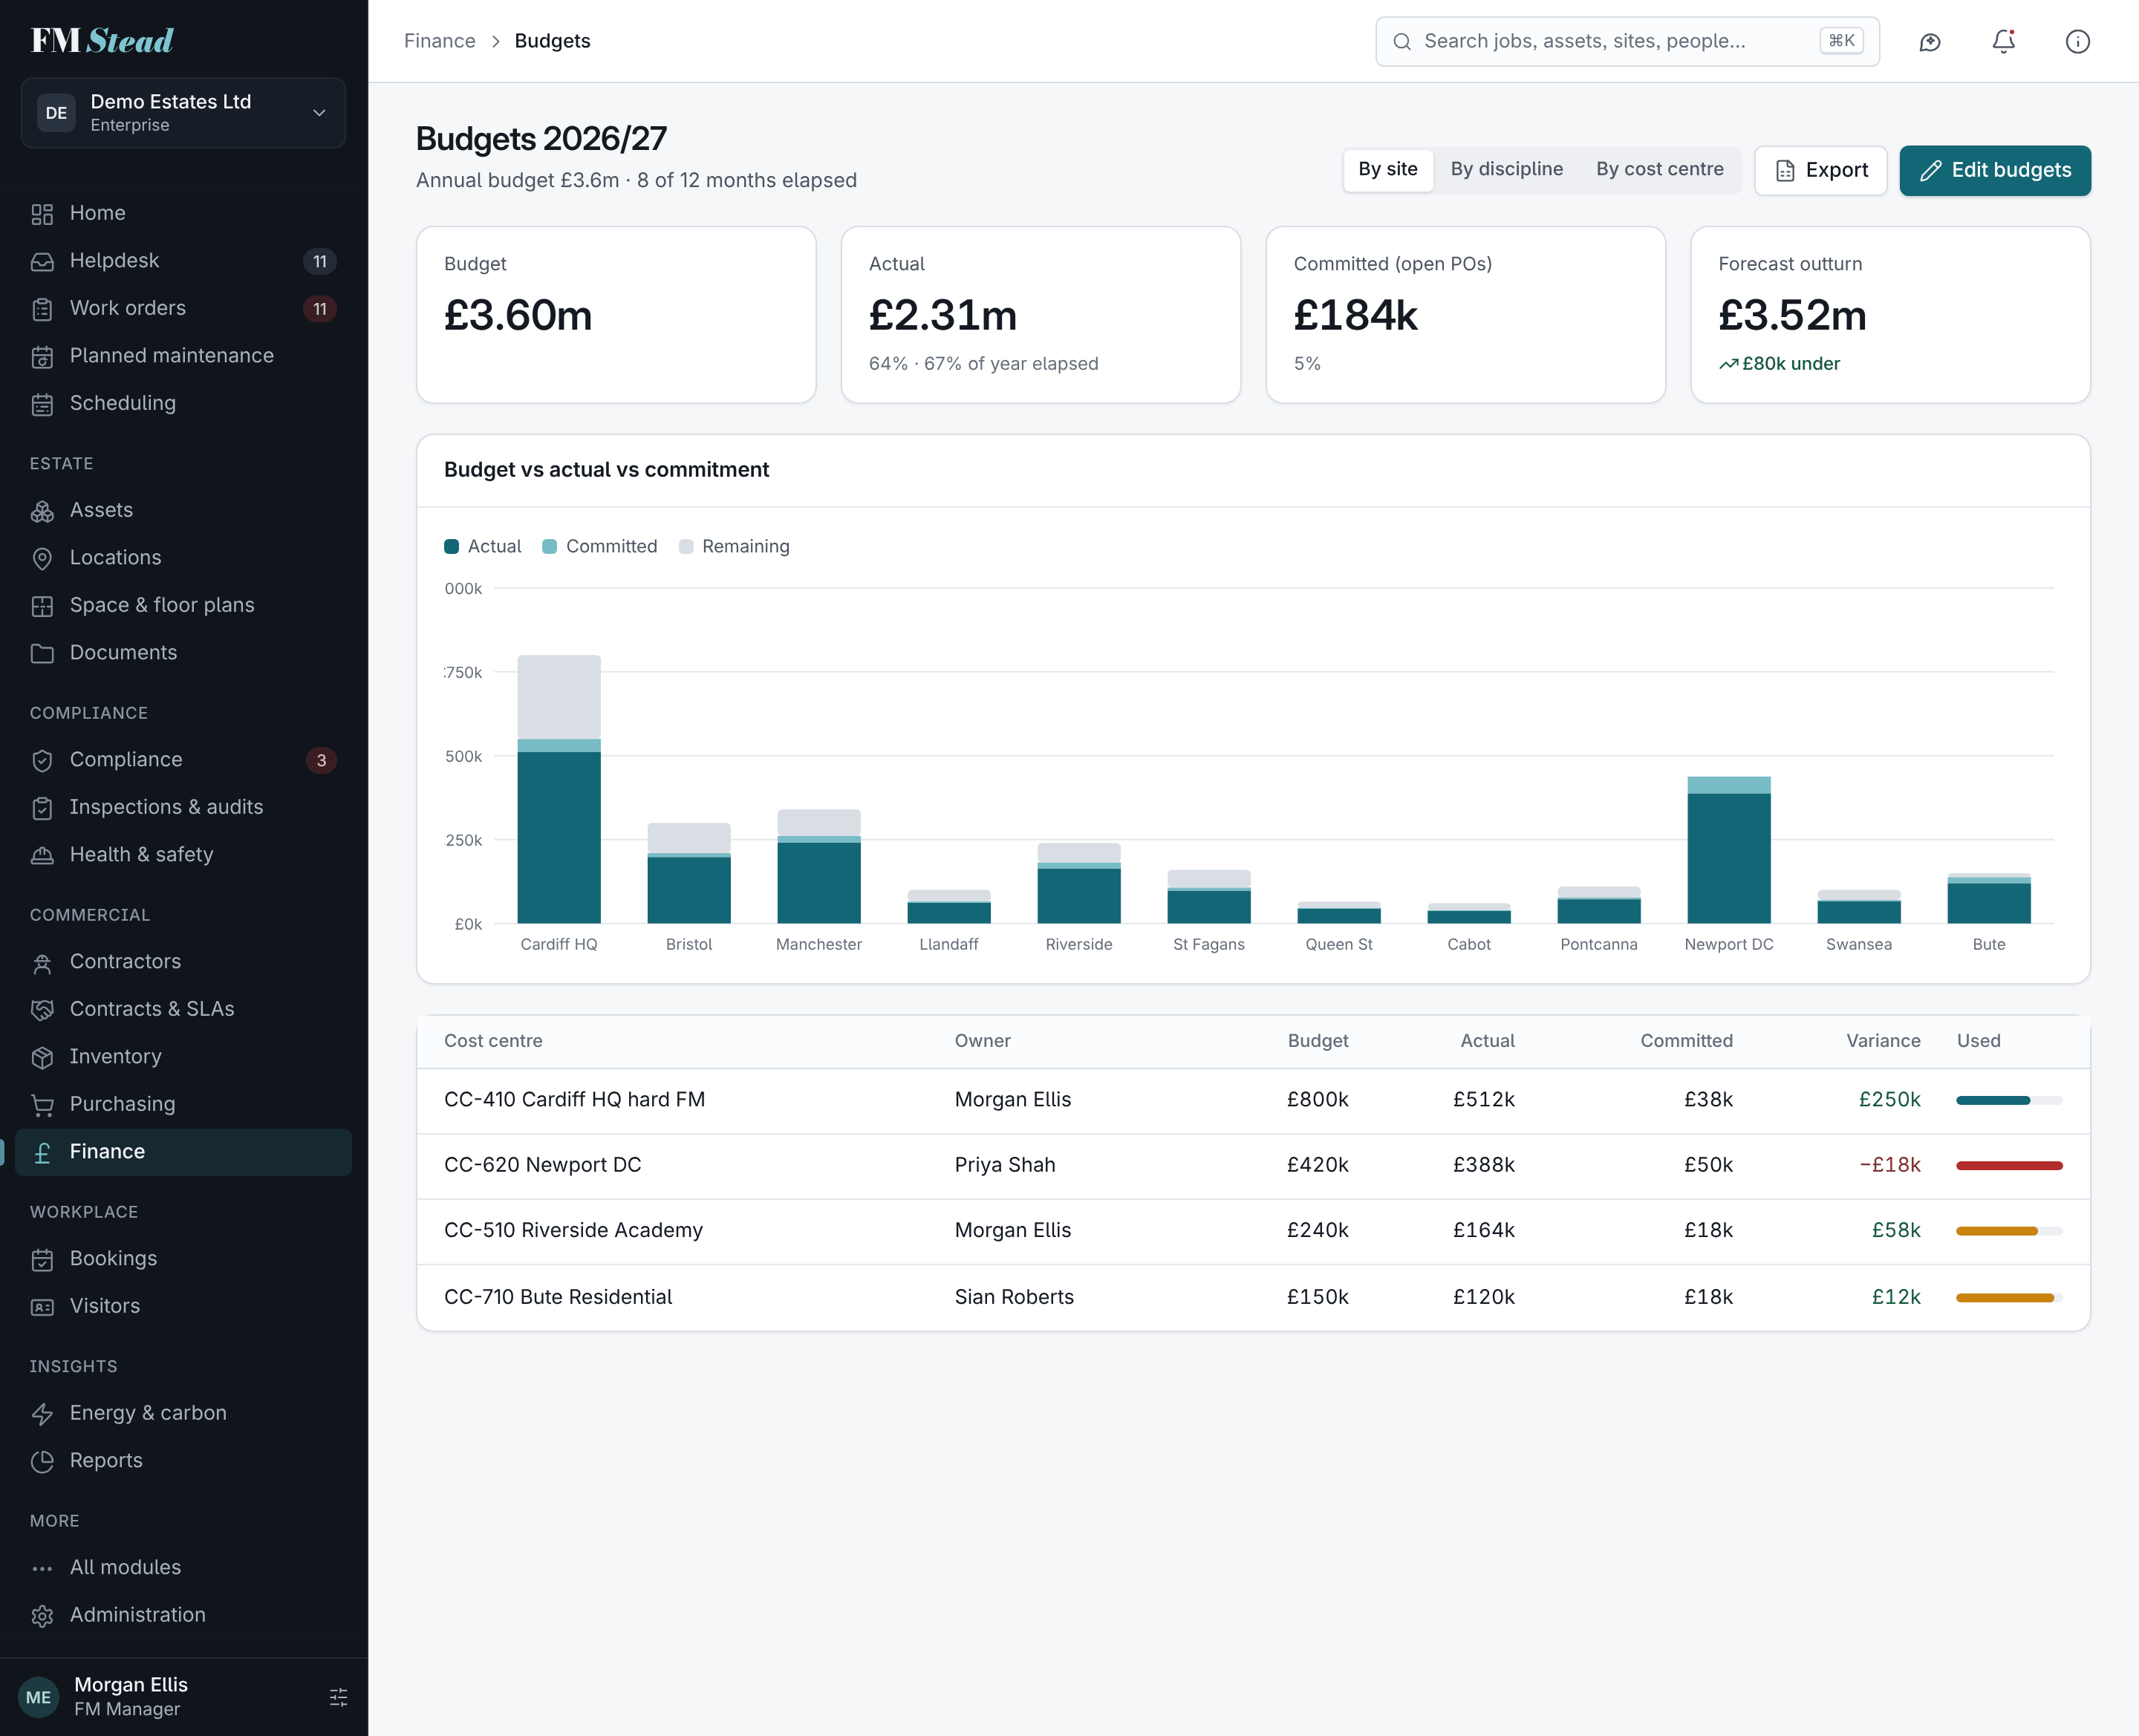 FM Stead
DE
Demo Estates Ltd
Enterprise
Home
Helpdesk 11
Work orders 11
Planned maintenance
Scheduling
ESTATE
Assets
Locations
Space & floor plans
Documents
COMPLIANCE
Compliance 3
Inspections & audits
Health & safety
COMMERCIAL
Contractors
Contracts & SLAs
Inventory
Purchasing
Finance
WORKPLACE
Bookings
Visitors
INSIGHTS
Energy & carbon
Reports
MORE
All modules
Administration
ME
Morgan Ellis
FM Manager
Finance > Budgets
Search jobs, assets, sites, people... ⌘K
Budgets 2026/27
Annual budget £3.6m · 8 of 12 months elapsed
By site By discipline By cost centre Export Edit budgets
Budget
£3.60m
Actual
£2.31m
64% · 67% of year elapsed
Committed (open POs)
£184k
5%
Forecast outturn
£3.52m
£80k under
Budget vs actual vs commitment
Actual Committed Remaining
000k
750k
500k
250k
£0k
Cardiff HQ Bristol Manchester Llandaff Riverside St Fagans Queen St Cabot Pontcanna Newport DC Swansea Bute
Cost centre Owner Budget Actual Committed Variance Used
CC-410 Cardiff HQ hard FM Morgan Ellis £800k £512k £38k £250k
CC-620 Newport DC Priya Shah £420k £388k £50k −£18k
CC-510 Riverside Academy Morgan Ellis £240k £164k £18k £58k
CC-710 Bute Residential Sian Roberts £150k £120k £18k £12k